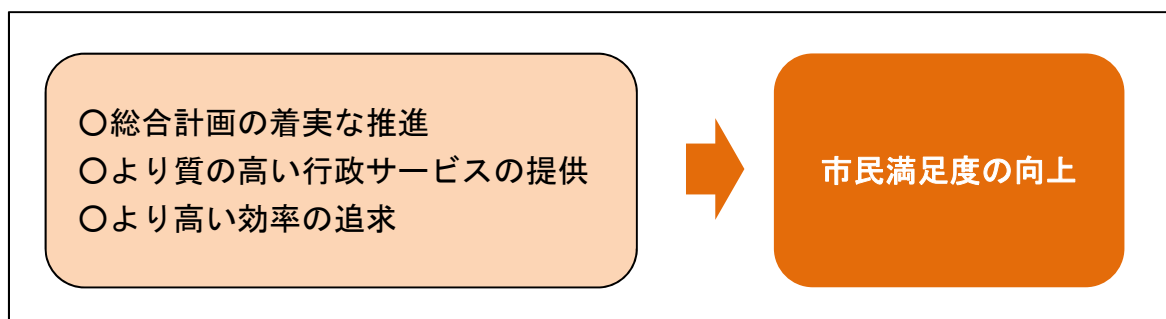 〇総合計画の着実な推進
〇より質の高い行政サービスの提供
〇より高い効率の追求
市民満足度の向上